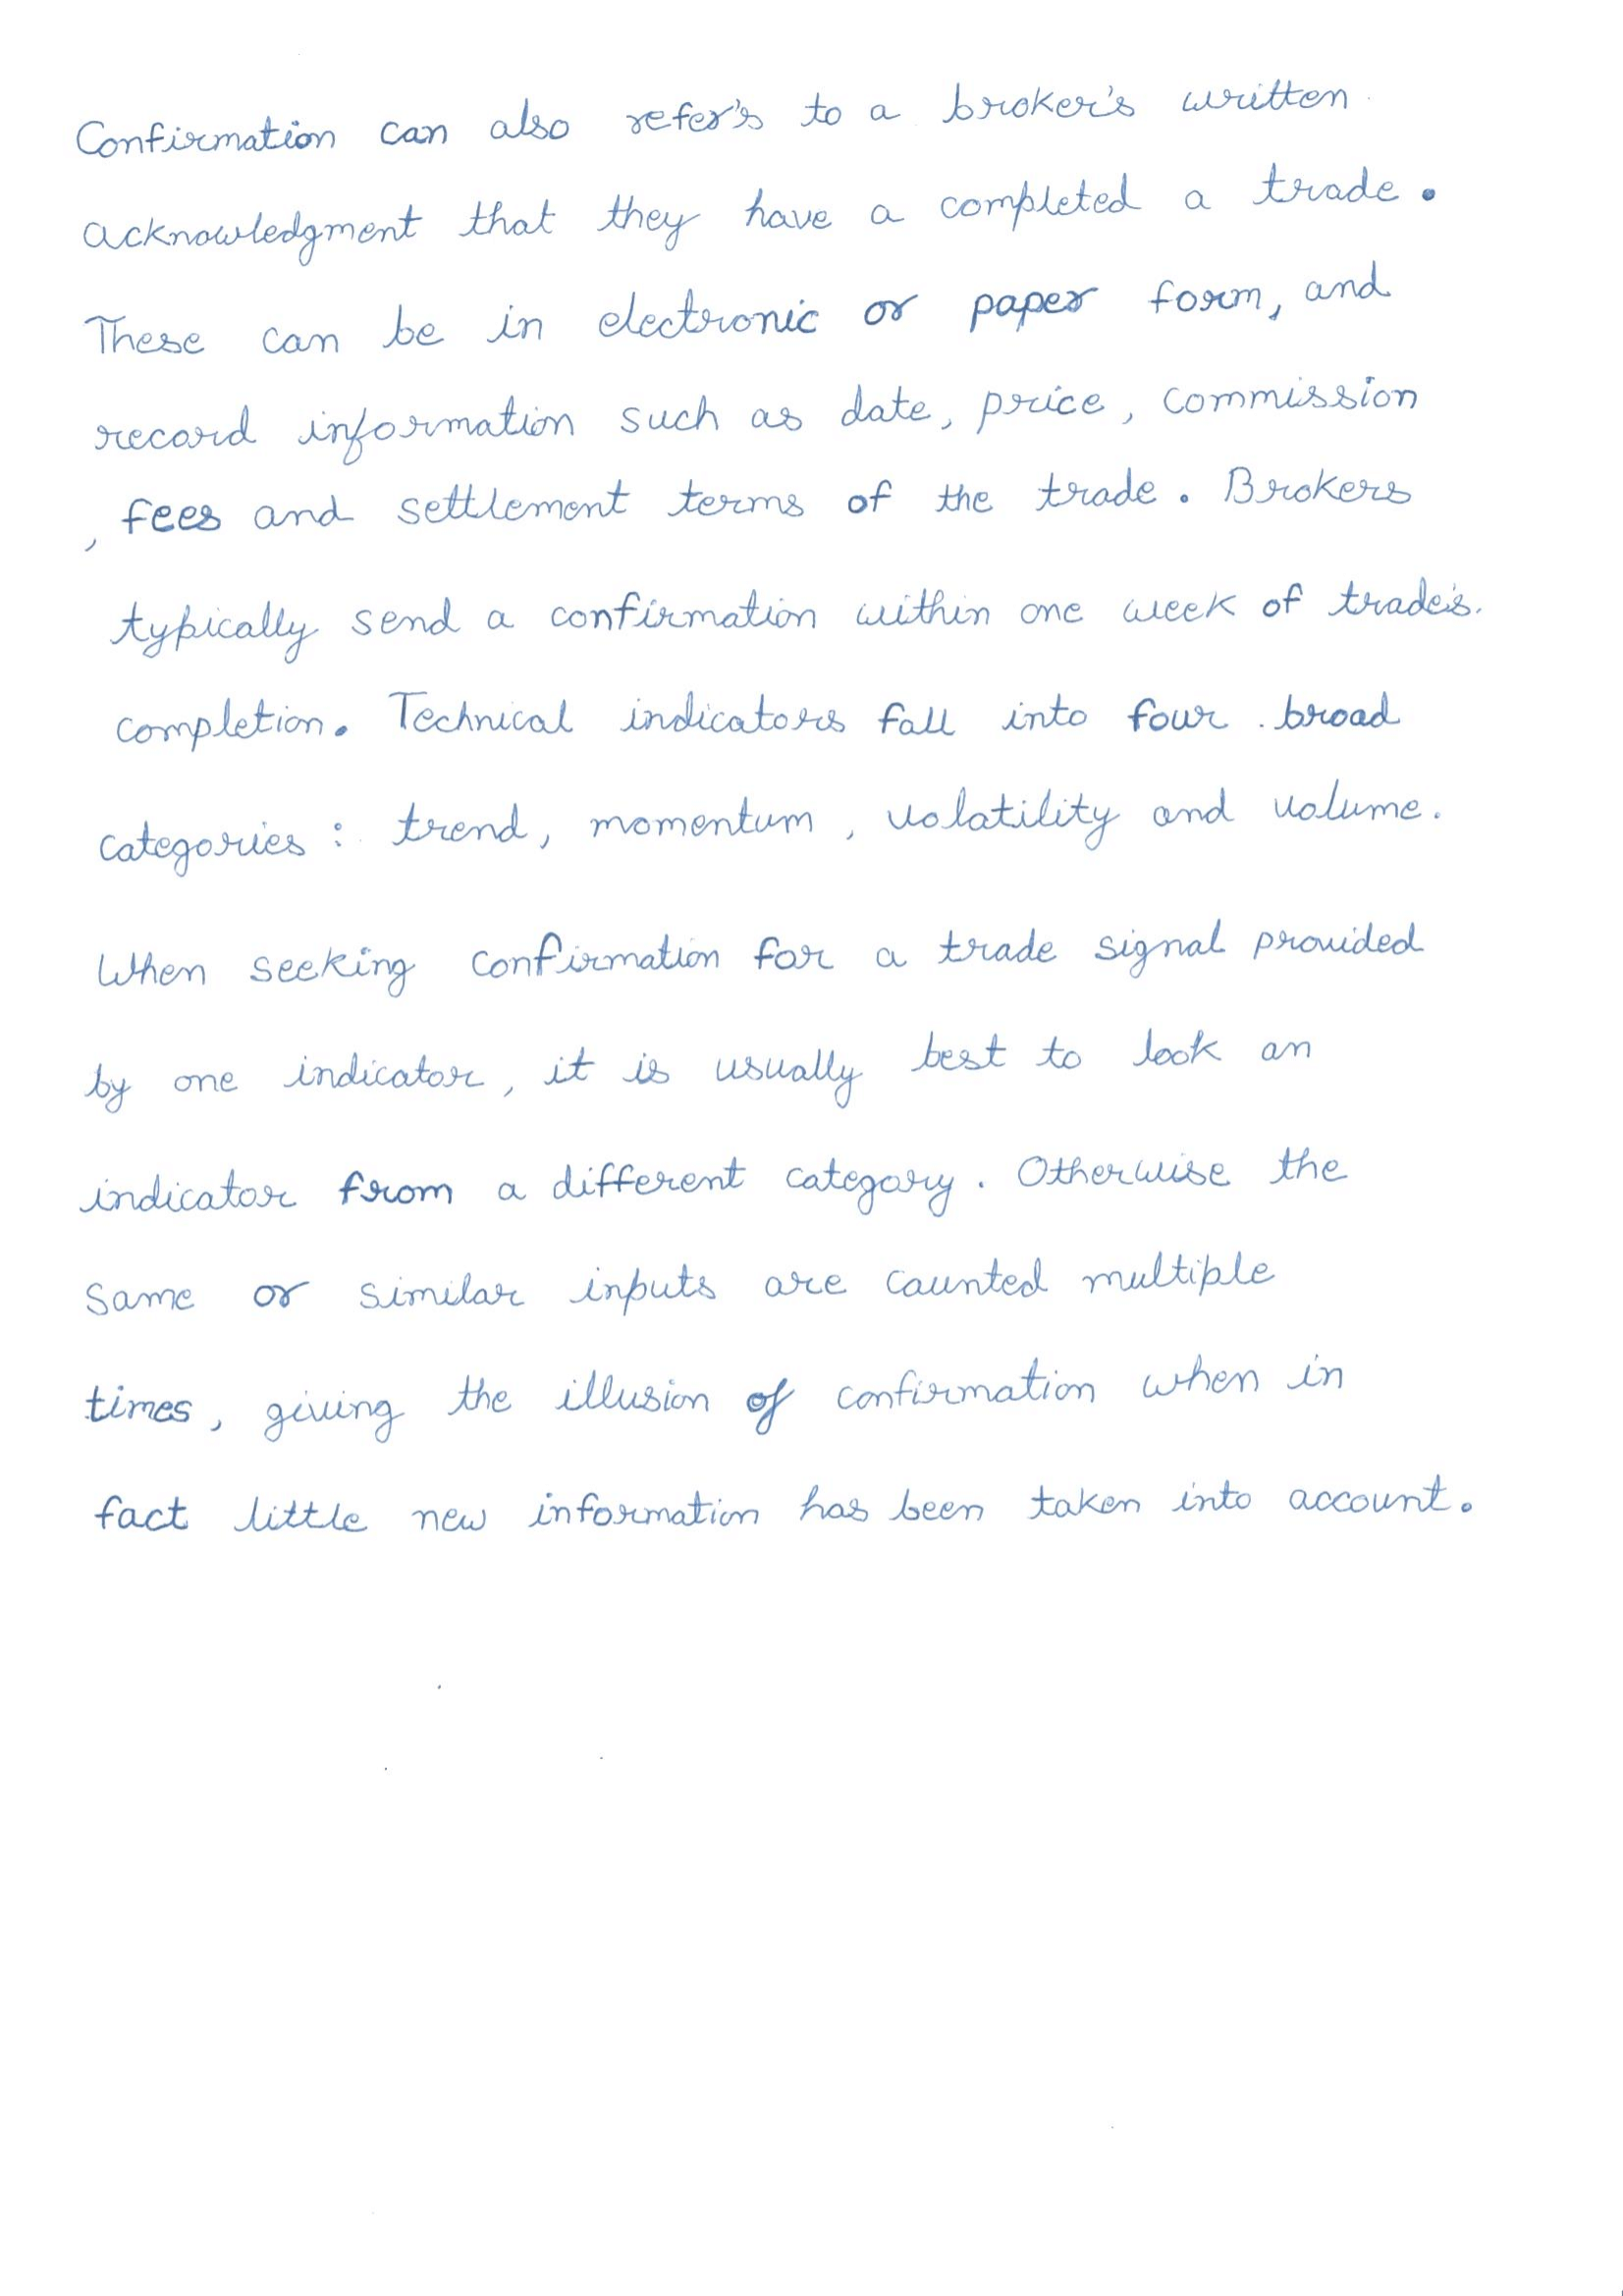 Confirmation can also refer's to a broker's written
acknowledgment that they have a completed a trade.
These can be in electronic or paper form, and
record information such as date, price, commission
, fees and settlement terms of the trade. Brokers
typically send a confirmation within one week of trade's.
completion. Technical indicators fall into four broad
categories : trend, momentum, volatility and volume.
When seeking confirmation for a trade signal provided
by one indicator, it is usually best to look an
indicator from a different category. Otherwise the
same or similar inputs are counted multiple
times, giving the illusion of confirmation when in
fact little new information has been taken into account.